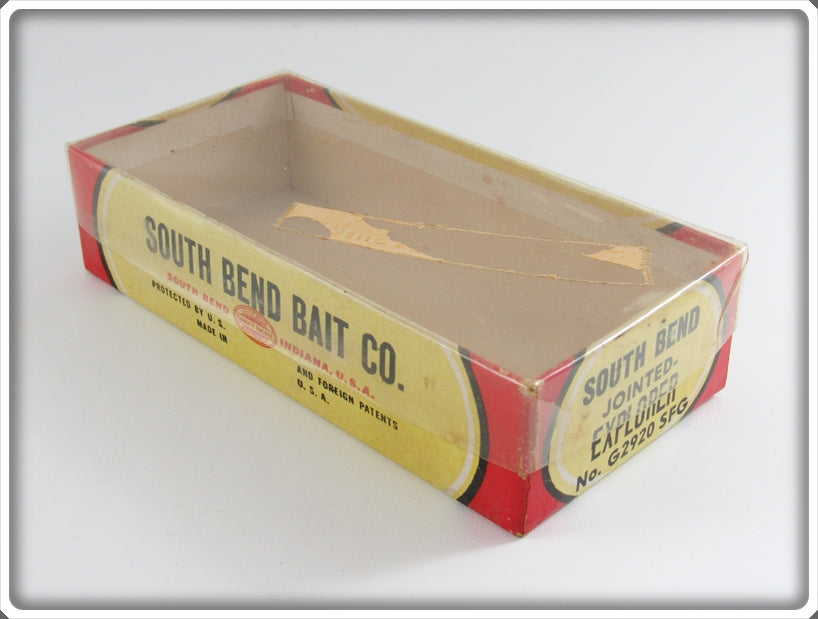 SOUTH BEND BAIT CO.
SOUTH BEND INDIANA, U.S.A.
PROTECTED BY U.S. AND FOREIGN PATENTS
MADE IN U.S.A.
SOUTH BEND
JOINTED-
EXPLORER
No. G2920 SFG